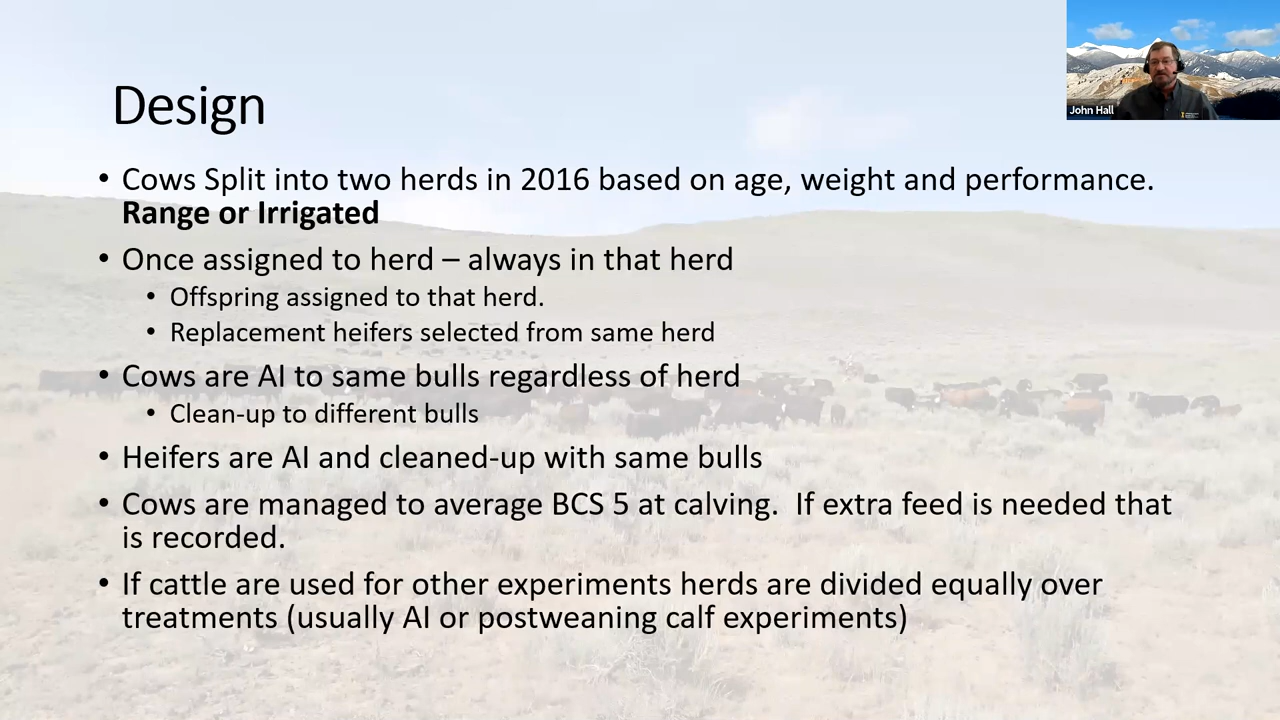 John Hall
Design
• Cows Split into two herds in 2016 based on age, weight and performance.
Range or Irrigated
• Once assigned to herd – always in that herd
• Offspring assigned to that herd.
• Replacement heifers selected from same herd
• Cows are AI to same bulls regardless of herd
• Clean-up to different bulls
• Heifers are AI and cleaned-up with same bulls
• Cows are managed to average BCS 5 at calving.  If extra feed is needed that
is recorded.
• If cattle are used for other experiments herds are divided equally over
treatments (usually AI or postweaning calf experiments)